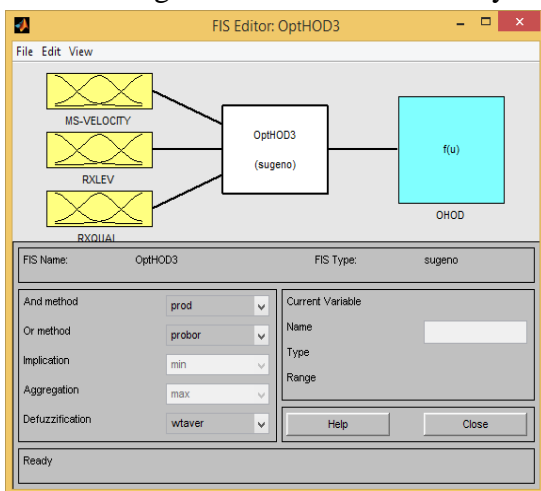 FIS Editor: OptHOD3
File Edit View
MS-VELOCITY
RXLEV
RXQUAL
OptHOD3
(sugeno)
f(u)
OHOD
FIS Name: OptHOD3 FIS Type: sugeno
And method prod
Or method probor
Implication min
Aggregation max
Defuzzification wtaver
Current Variable
Name
Type
Range
Help Close
Ready